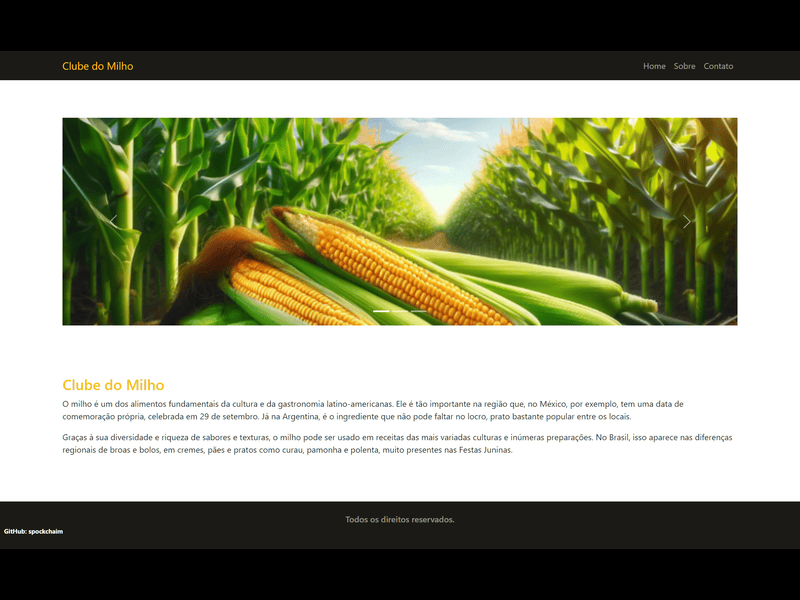 Clube do Milho
Home Sobre Contato
Clube do Milho
O milho é um dos alimentos fundamentais da cultura e da gastronomia latino-americanas. Ele é tão importante na região que, no México, por exemplo, tem uma data de
comemoração própria, celebrada em 29 de setembro. Já na Argentina, é o ingrediente que não pode faltar no locro, prato bastante popular entre os locais.
Graças à sua diversidade e riqueza de sabores e texturas, o milho pode ser usado em receitas das mais variadas culturas e inúmeras preparações. No Brasil, isso aparece nas diferenças
regionais de broas e bolos, em cremes, pães e pratos como curau, pamonha e polenta, muito presentes nas Festas Juninas.
Todos os direitos reservados.
GitHub: spockchaim